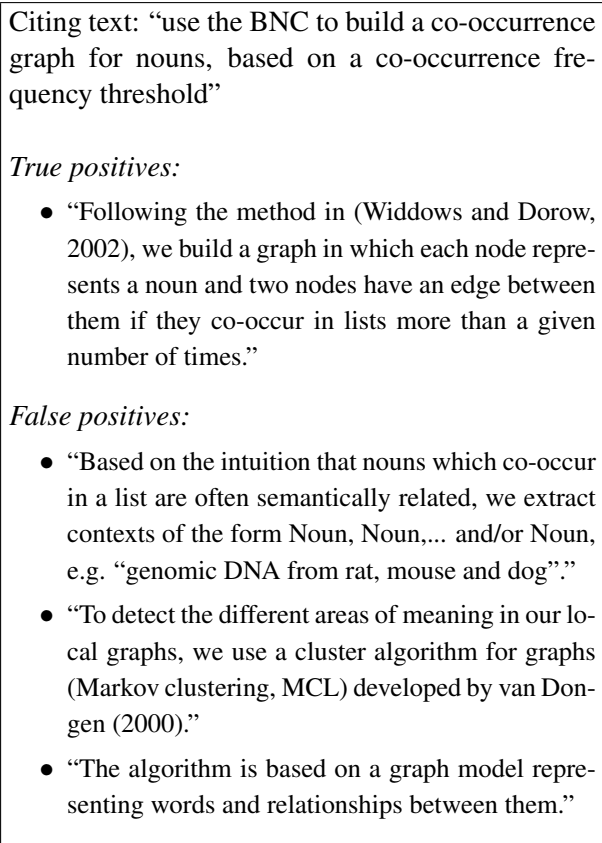 Citing text: “use the BNC to build a co-occurrence
graph for nouns, based on a co-occurrence fre-
quency threshold”
True positives:
• “Following the method in (Widdows and Dorow,
2002), we build a graph in which each node repre-
sents a noun and two nodes have an edge between
them if they co-occur in lists more than a given
number of times.”
False positives:
• “Based on the intuition that nouns which co-occur
in a list are often semantically related, we extract
contexts of the form Noun, Noun,... and/or Noun,
e.g. “genomic DNA from rat, mouse and dog”.”
• “To detect the different areas of meaning in our lo-
cal graphs, we use a cluster algorithm for graphs
(Markov clustering, MCL) developed by van Don-
gen (2000).”
• “The algorithm is based on a graph model repre-
senting words and relationships between them.”